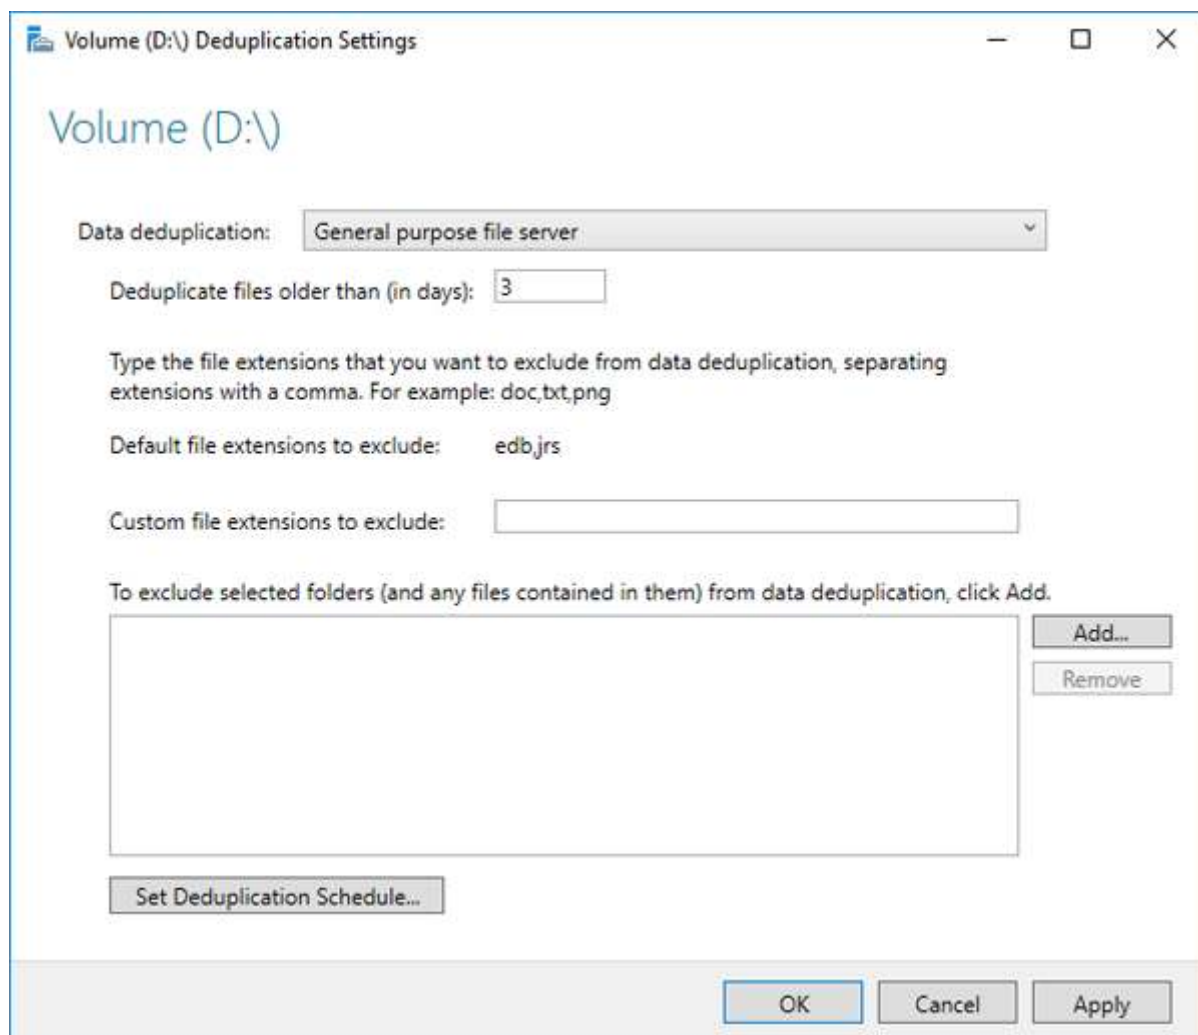 Volume (D:\) Deduplication Settings
Volume (D:\)
Data deduplication: General purpose file server
Deduplicate files older than (in days): 3
Type the file extensions that you want to exclude from data deduplication, separating
extensions with a comma. For example: doc,txt,png
Default file extensions to exclude: edb,jrs
Custom file extensions to exclude:
To exclude selected folders (and any files contained in them) from data deduplication, click Add.
Add...
Remove
Set Deduplication Schedule...
OK Cancel Apply